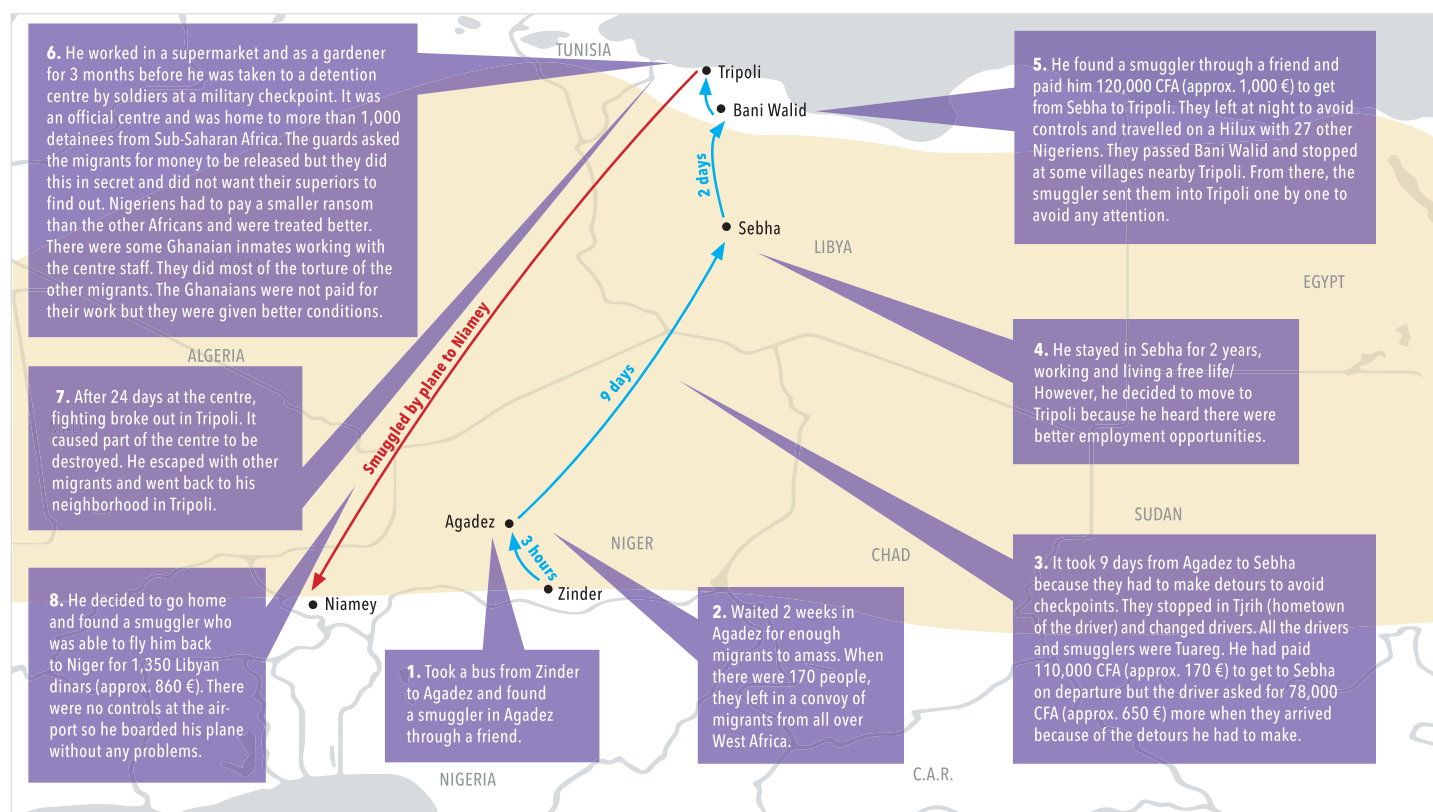 6. He worked in a supermarket and as a gardener
for 3 months before he was taken to a detention
centre by soldiers at a military checkpoint. It was
an official centre and was home to more than 1,000
detainees from Sub-Saharan Africa. The guards asked
the migrants for money to be released but they did
this in secret and did not want their superiors to
find out. Nigeriens had to pay a smaller ransom
than the other Africans and were treated better.
There were some Ghanaian inmates working with
the centre staff. They did most of the torture of the
other migrants. The Ghanaians were not paid for
their work but they were given better conditions.
TUNISIA
Tripoli
Bani Walid
2 days
Sebha
LIBYA
5. He found a smuggler through a friend and
paid him 120,000 CFA (approx. 1,000 €) to get
from Sebha to Tripoli. They left at night to avoid
controls and travelled on a Hilux with 27 other
Nigeriens. They passed Bani Walid and stopped
at some villages nearby Tripoli. From there, the
smuggler sent them into Tripoli one by one to
avoid any attention.
EGYPT
ALGERIA
Smuggled by plane to Niamey
9 days
4. He stayed in Sebha for 2 years,
working and living a free life/
However, he decided to move to
Tripoli because he heard there were
better employment opportunities.
7. After 24 days at the centre,
fighting broke out in Tripoli. It
caused part of the centre to be
destroyed. He escaped with other
migrants and went back to his
neighborhood in Tripoli.
Agadez
3 hours
NIGER
CHAD
SUDAN
Zinder
Niamey
8. He decided to go home
and found a smuggler who
was able to fly him back
to Niger for 1,350 Libyan
dinars (approx. 860 €). There
were no controls at the air-
port so he boarded his plane
without any problems.
1. Took a bus from Zinder
to Agadez and found
a smuggler in Agadez
through a friend.
2. Waited 2 weeks in
Agadez for enough
migrants to amass. When
there were 170 people,
they left in a convoy of
migrants from all over
West Africa.
3. It took 9 days from Agadez to Sebha
because they had to make detours to avoid
checkpoints. They stopped in Tjrih (hometown
of the driver) and changed drivers. All the drivers
and smugglers were Tuareg. He had paid
110,000 CFA (approx. 170 €) to get to Sebha
on departure but the driver asked for 78,000
CFA (approx. 650 €) more when they arrived
because of the detours he had to make.
NIGERIA
C.A.R.